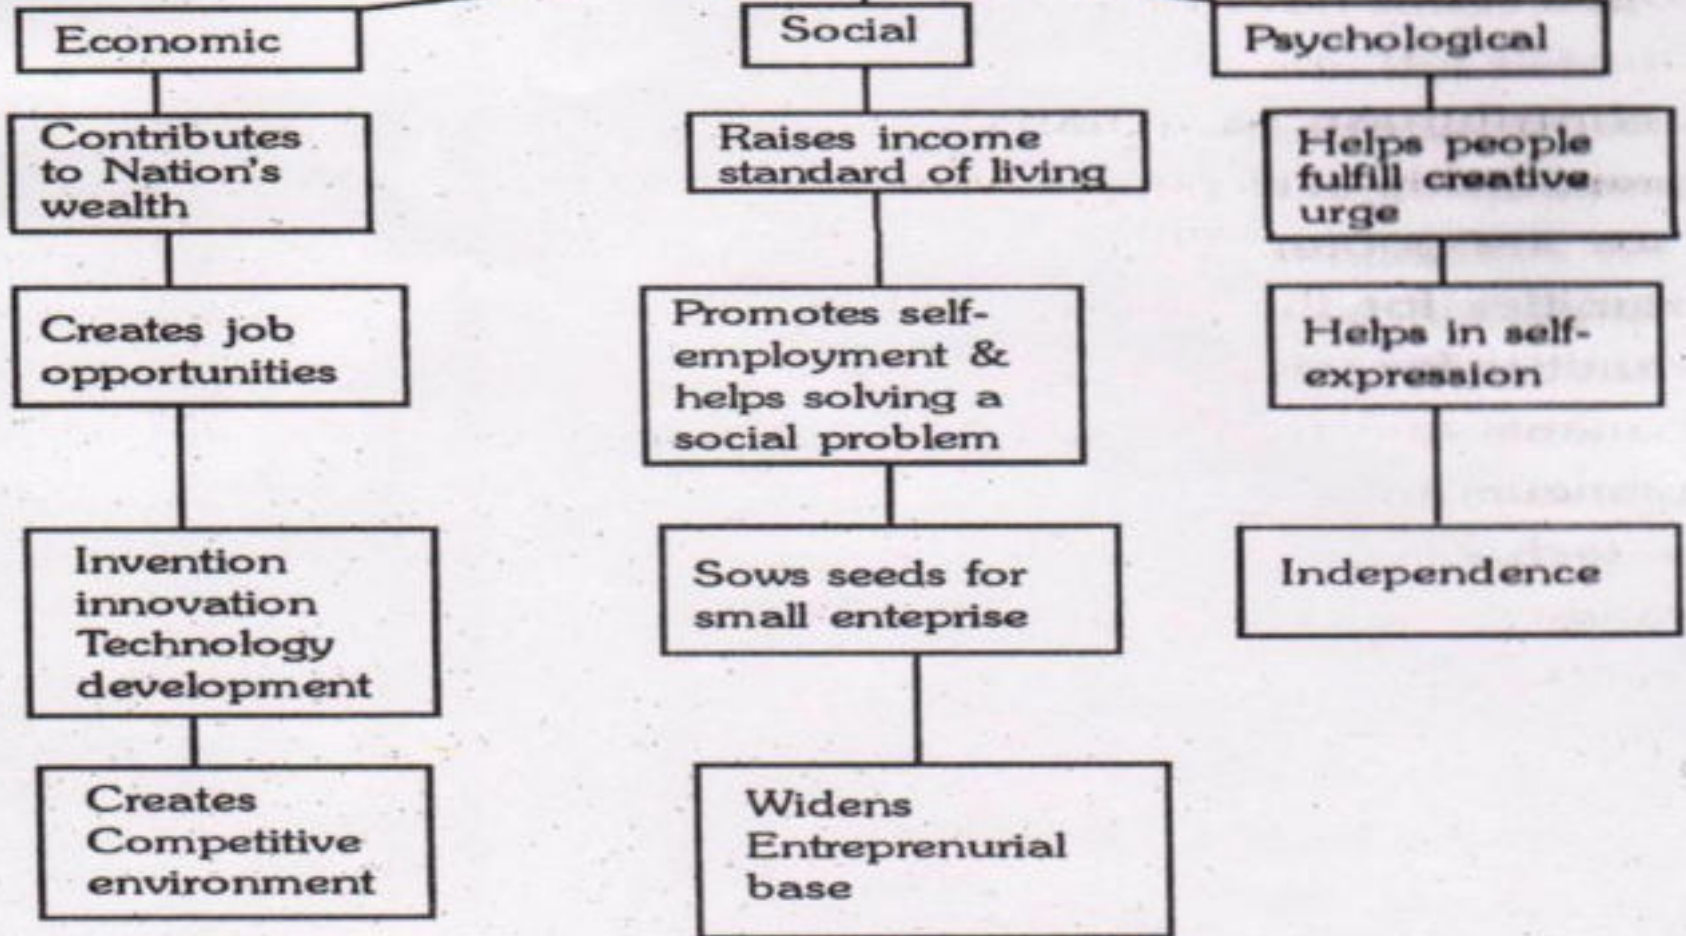 Economic
Contributes
to Nation's
wealth
Creates job
opportunities
Invention
innovation
Technology
development
Creates
Competitive
environment
Social
Raises income
standard of living
Promotes self-
employment &
helps solving a
social problem
Sows seeds for
small enteprise
Widens
Entreprenurial
base
Psychological
Helps people
fulfill creative
urge
Helps in self-
expression
Independence